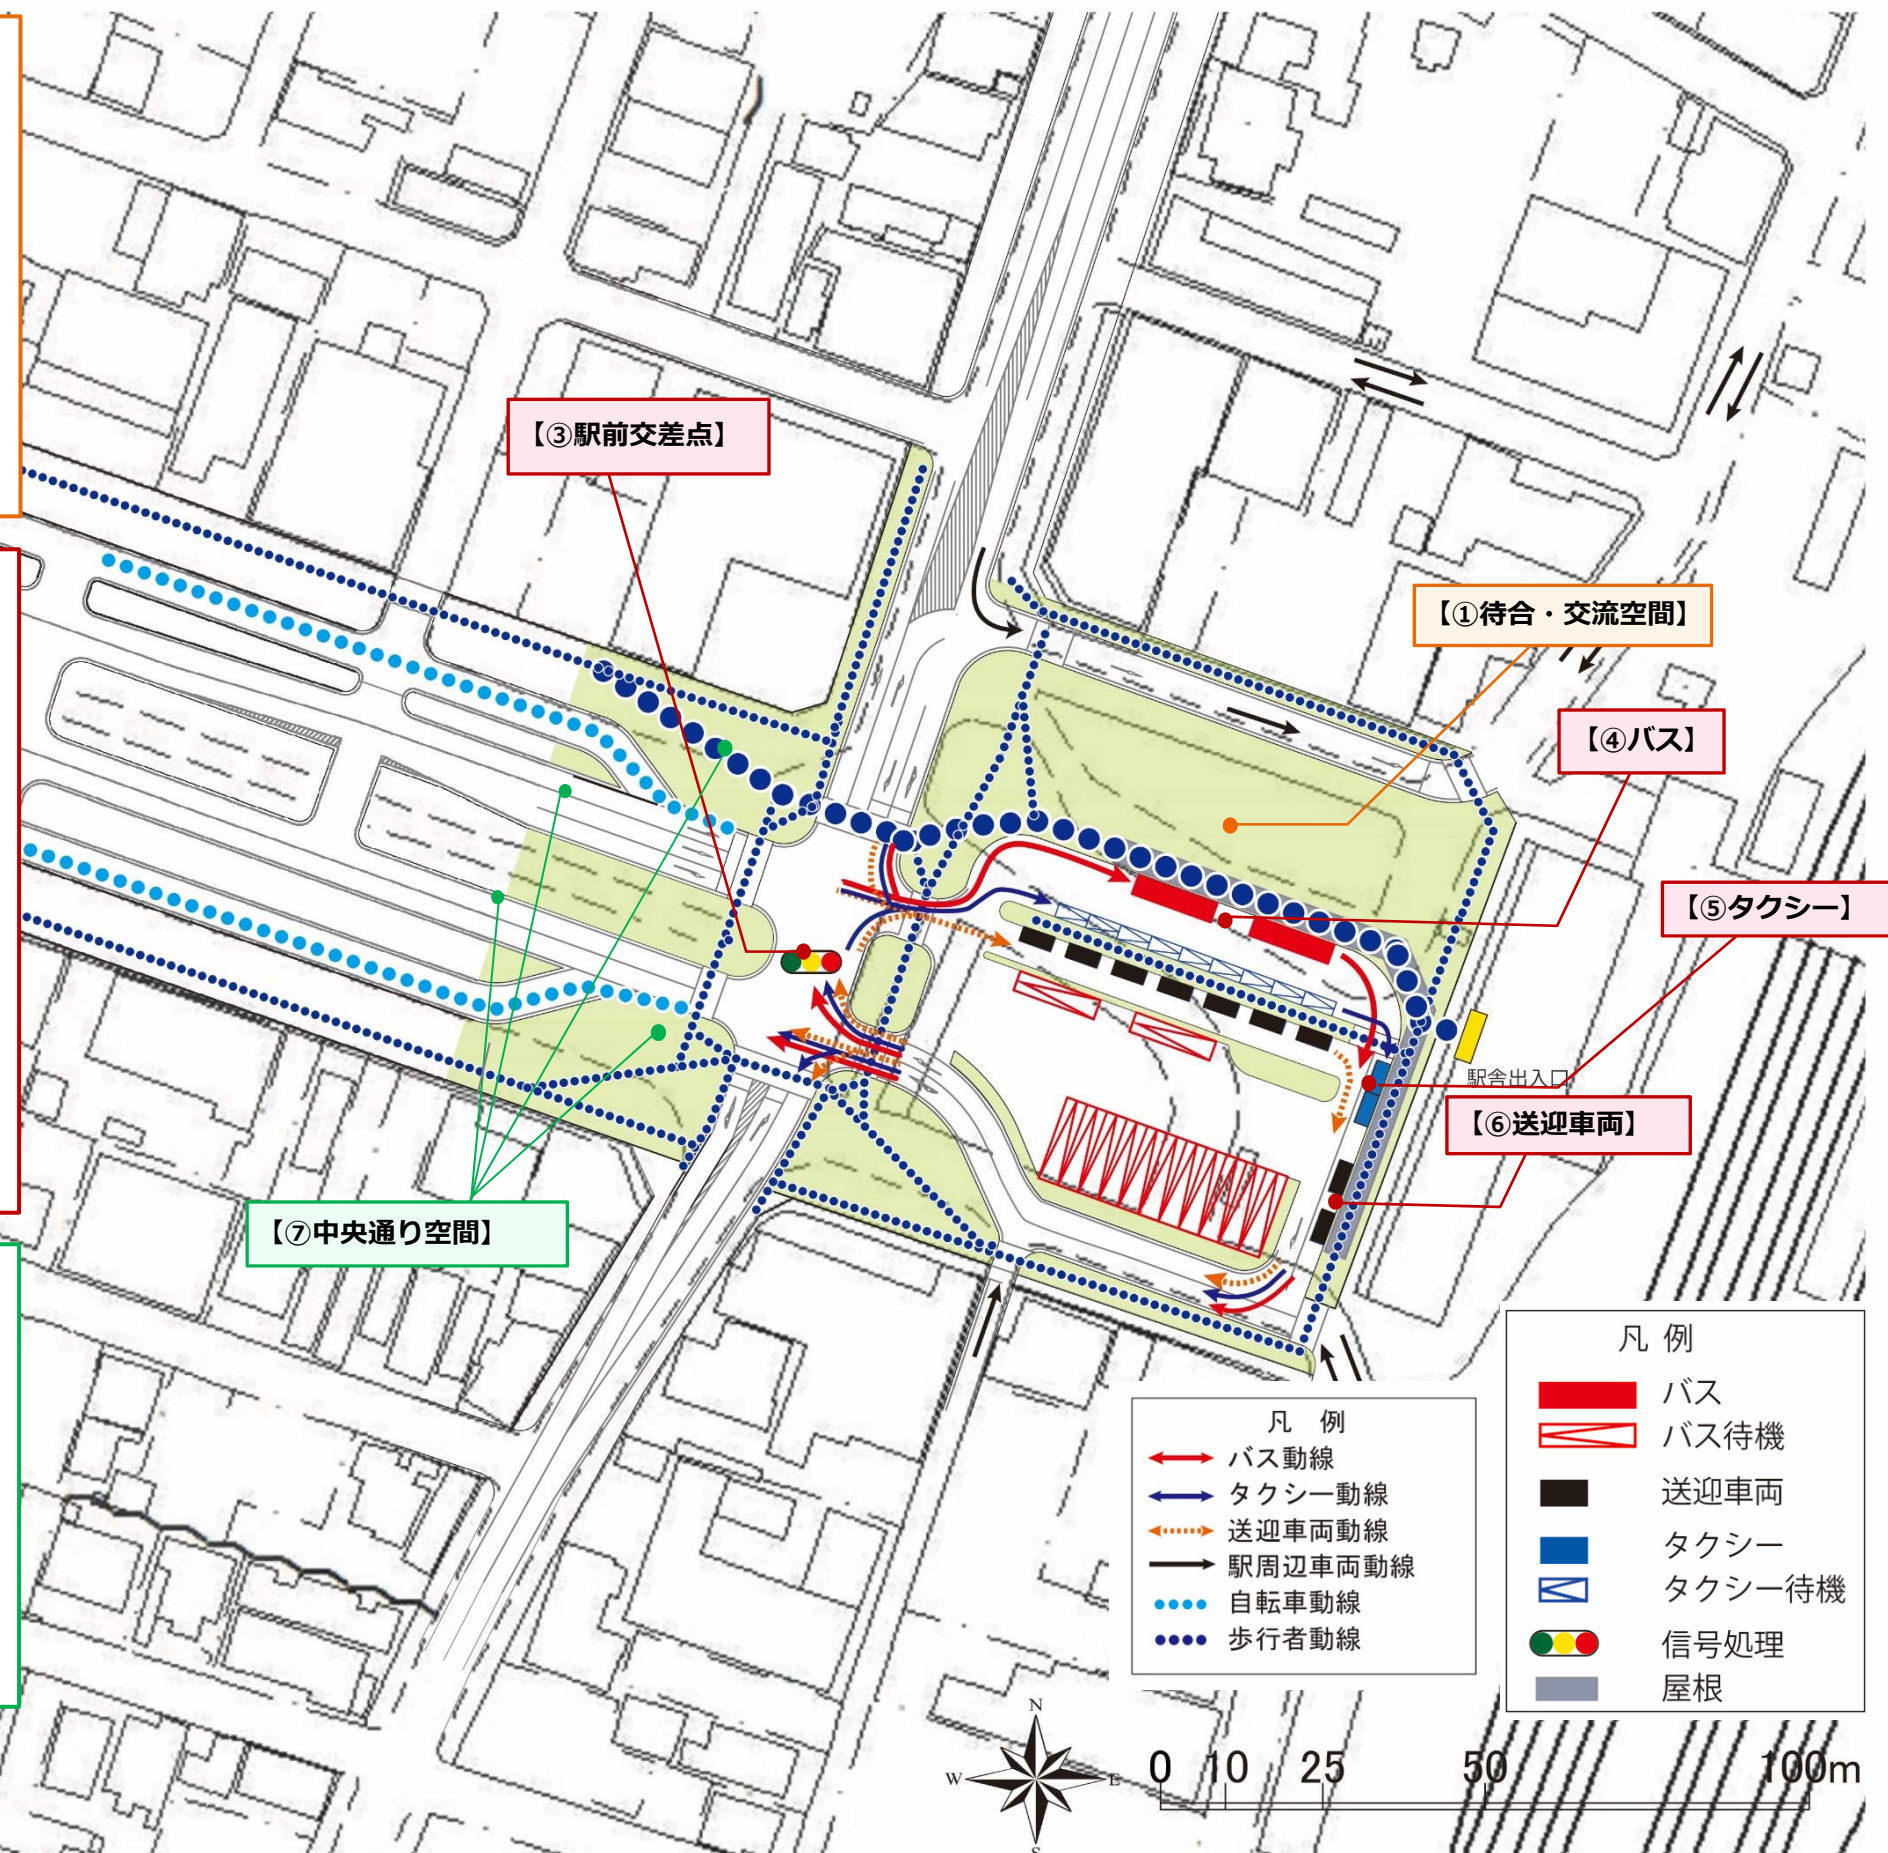 【③駅前交差点】
【①待合・交流空間】
【④バス】
【⑤タクシー】
駅舎出入口
【⑥送迎車両】
【⑦中央通り空間】
凡 例
バス動線
タクシー動線
送迎車両動線
駅周辺車両動線
自転車動線
歩行者動線
凡 例
バス
バス待機
送迎車両
タクシー
タクシー待機
信号処理
屋根
N
W
E
S
0 10 25 50 100m